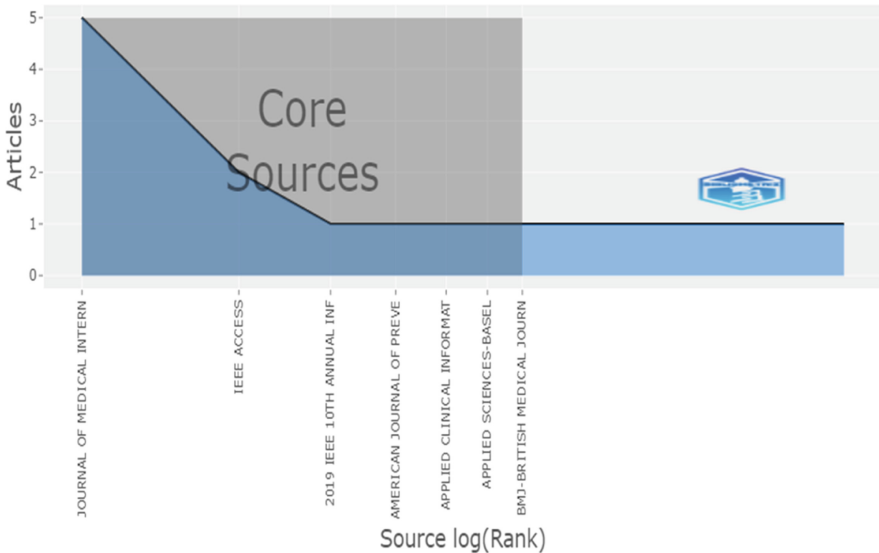 5
4
3
2
1
0
Articles
Core
Sources
JOURNAL OF MEDICAL INTERN
IEEE ACCESS
2019 IEEE 10TH ANNUAL INF
AMERICAN JOURNAL OF PREVE
APPLIED CLINICAL INFORMAT
APPLIED SCIENCES-BASEL
BMJ-BRITISH MEDICAL JOURN
Source log(Rank)